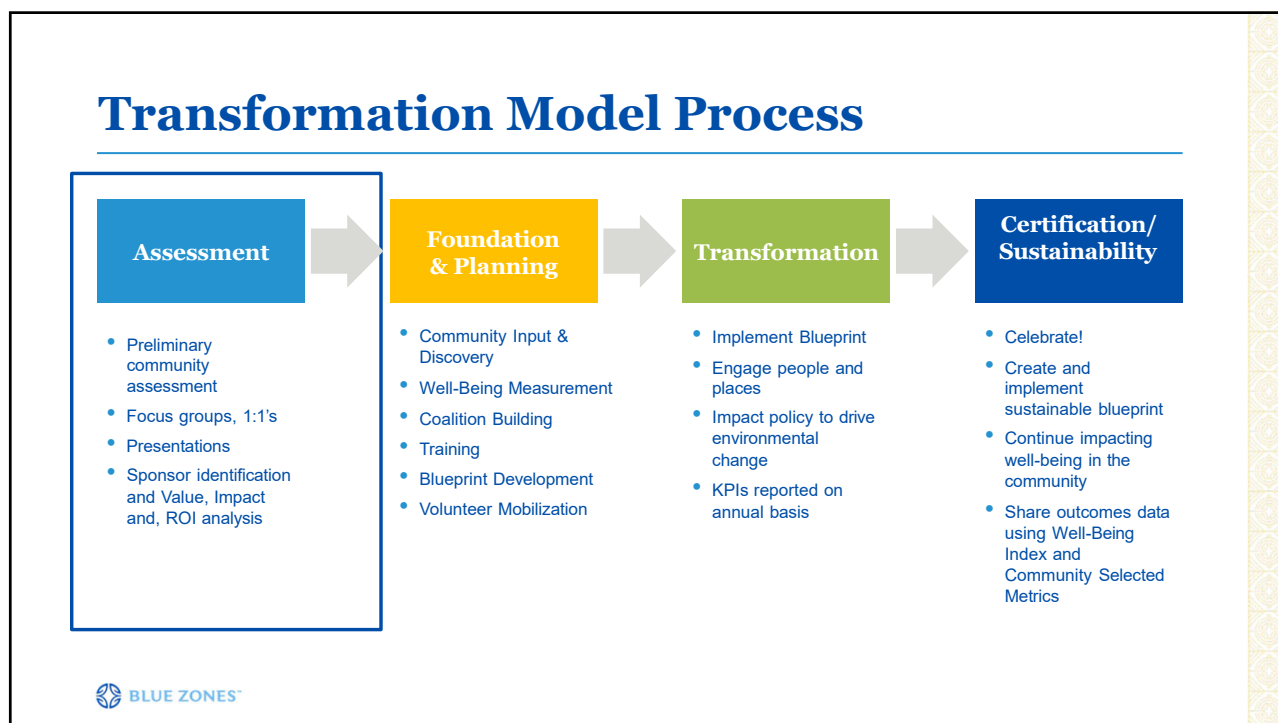 Transformation Model Process
Assessment
Preliminary
community
assessment
Focus groups, 1:1’s
Presentations
Sponsor identification
and Value, Impact
and, ROI analysis
Foundation
& Planning
Community Input &
Discovery
Well-Being Measurement
Coalition Building
Training
Blueprint Development
Volunteer Mobilization
Transformation
Implement Blueprint
Engage people and
places
Impact policy to drive
environmental
change
KPIs reported on
annual basis
Certification/
Sustainability
Celebrate!
Create and
implement
sustainable blueprint
Continue impacting
well-being in the
community
Share outcomes data
using Well-Being
Index and
Community Selected
Metrics
BLUE ZONES™